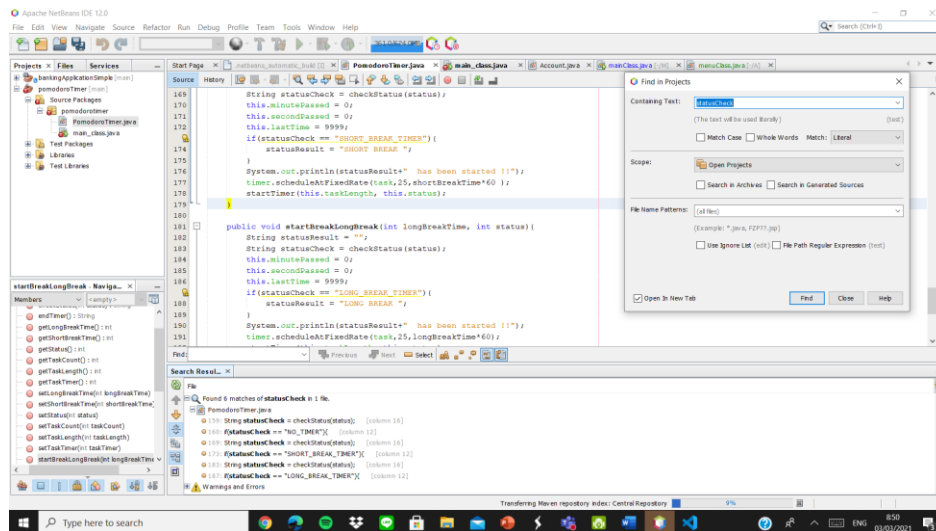 Apache NetBeans IDE 12.0
File Edit View Navigate Source Refactor Run Debug Profile Team Tools Window Help
Search (Ctrl+I)
Projects × Files Services
Start Page × PomodoroTimer.java × main_class.java × Account.java × mainClass.java × menuClass.java [-/A] ×
bankingApplicationSimple [main]
pomodoroTimer [main]
Source Packages
pomodorotimer
PomodoroTimer.java
main_class.java
Test Packages
Libraries
Test Libraries
Source History
169 String statusCheck = checkStatus(status);
170 this.minutePassed = 0;
171 this.secondPassed = 0;
172 this.lastTime = 9999;
if(statusCheck == "SHORT_BREAK_TIMER"){
174 statusResult = "SHORT BREAK ";
175 }
176 System.out.println(statusResult+" has been started !!");
177 timer.scheduleAtFixedRate(task,25,shortBreakTime*60 );
178 startTimer(this.taskLength, this.status);
179 }
180
181 public void startBreakLongBreak(int longBreakTime, int status){
182 String statusResult = "";
183 String statusCheck = checkStatus(status);
184 this.minutePassed = 0;
185 this.secondPassed = 0;
186 this.lastTime = 9999;
if(statusCheck == "LONG_BREAK_TIMER"){
188 statusResult = "LONG BREAK ";
189 }
190 System.out.println(statusResult+" has been started !!");
191 timer.scheduleAtFixedRate(task,25,longBreakTime*60);
Find: Previous Next Select
Find in Projects
Containing Text: statusCheck
(The text will be used literally) (test)
Match Case Whole Words Match: Literal
Scope: Open Projects
Search in Archives Search in Generated Sources
File Name Patterns: (all files)
(Example: *.java, FZP??.jsp)
Use Ignore List (edit) File Path Regular Expression (test)
Open In New Tab Find Close Help
startBreakLongBreak - Naviga... ×
Members <empty>
endTimer() : String
getLongBreakTime() : int
getShortBreakTime() : int
getStatus() : int
getTaskCount() : int
getTaskLength() : int
getTaskTimer() : int
setLongBreakTime(int longBreakTime)
setShortBreakTime(int shortBreakTime)
setStatus(int status)
setTaskCount(int taskCount)
setTaskLength(int taskLength)
setTaskTimer(int taskTimer)
startBreakLongBreak(int longBreakTime
Search Resul... ×
File
Found 6 matches of statusCheck in 1 file.
PomodoroTimer.java
159: String statusCheck = checkStatus(status); [column 16]
160: if(statusCheck == "NO_TIMER"){ [column 12]
173: if(statusCheck == "SHORT_BREAK_TIMER"){ [column 12]
183: String statusCheck = checkStatus(status); [column 16]
187: if(statusCheck == "LONG_BREAK_TIMER"){ [column 12]
Warnings and Errors
Transferring Maven repository index: Central Repository 9%
Type here to search
ENG
8:50
03/03/2021